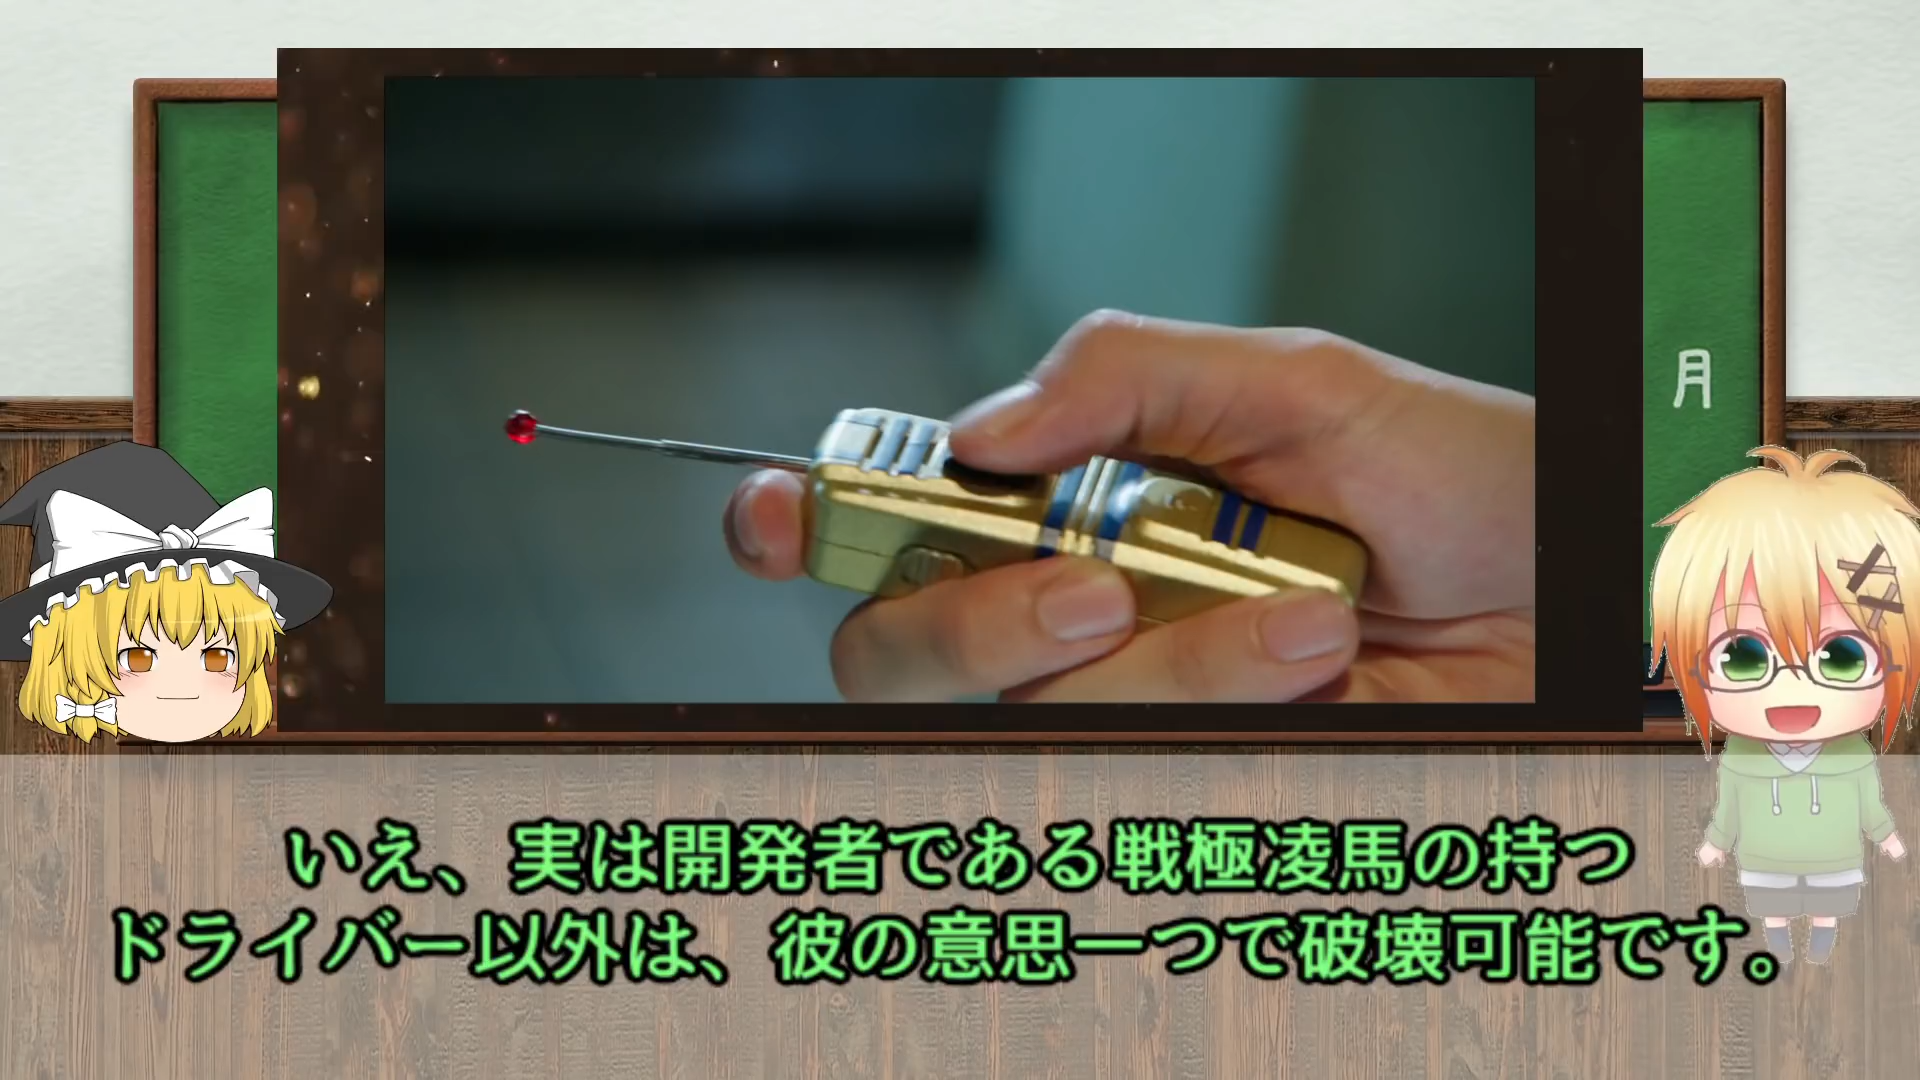 月
いえ、実は開発者である戦極凌馬の持つ
ドライバー以外は、彼の意思一つで破壊可能です。